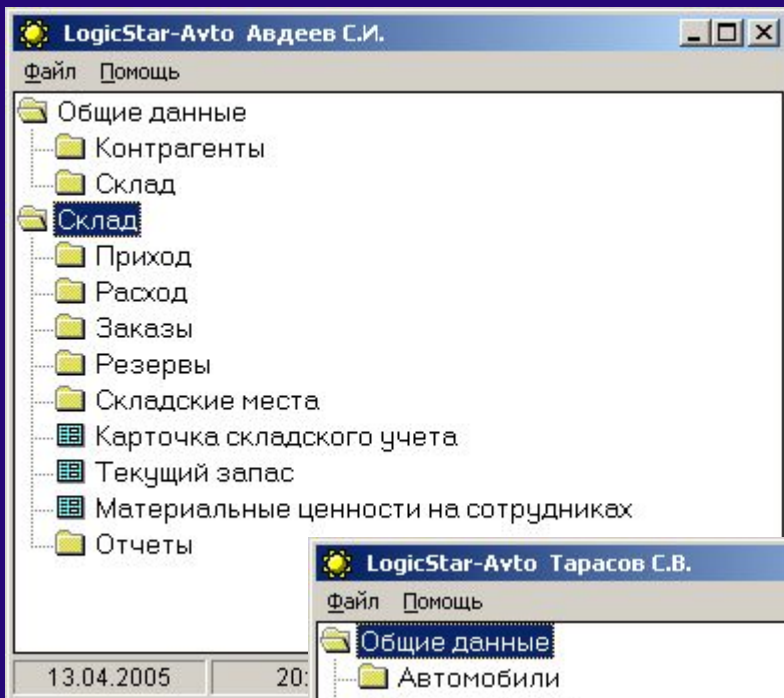 LogicStar-Avto Авдеев С.И.
Файл Помощь
Общие данные
Контрагенты
Склад
Склад
Приход
Расход
Заказы
Резервы
Складские места
Карточка складского учета
Текущий запас
Материальные ценности на сотрудниках
Отчеты
13.04.2005 20:
LogicStar-Avto Тарасов С.В.
Файл Помощь
Общие данные
Автомобили